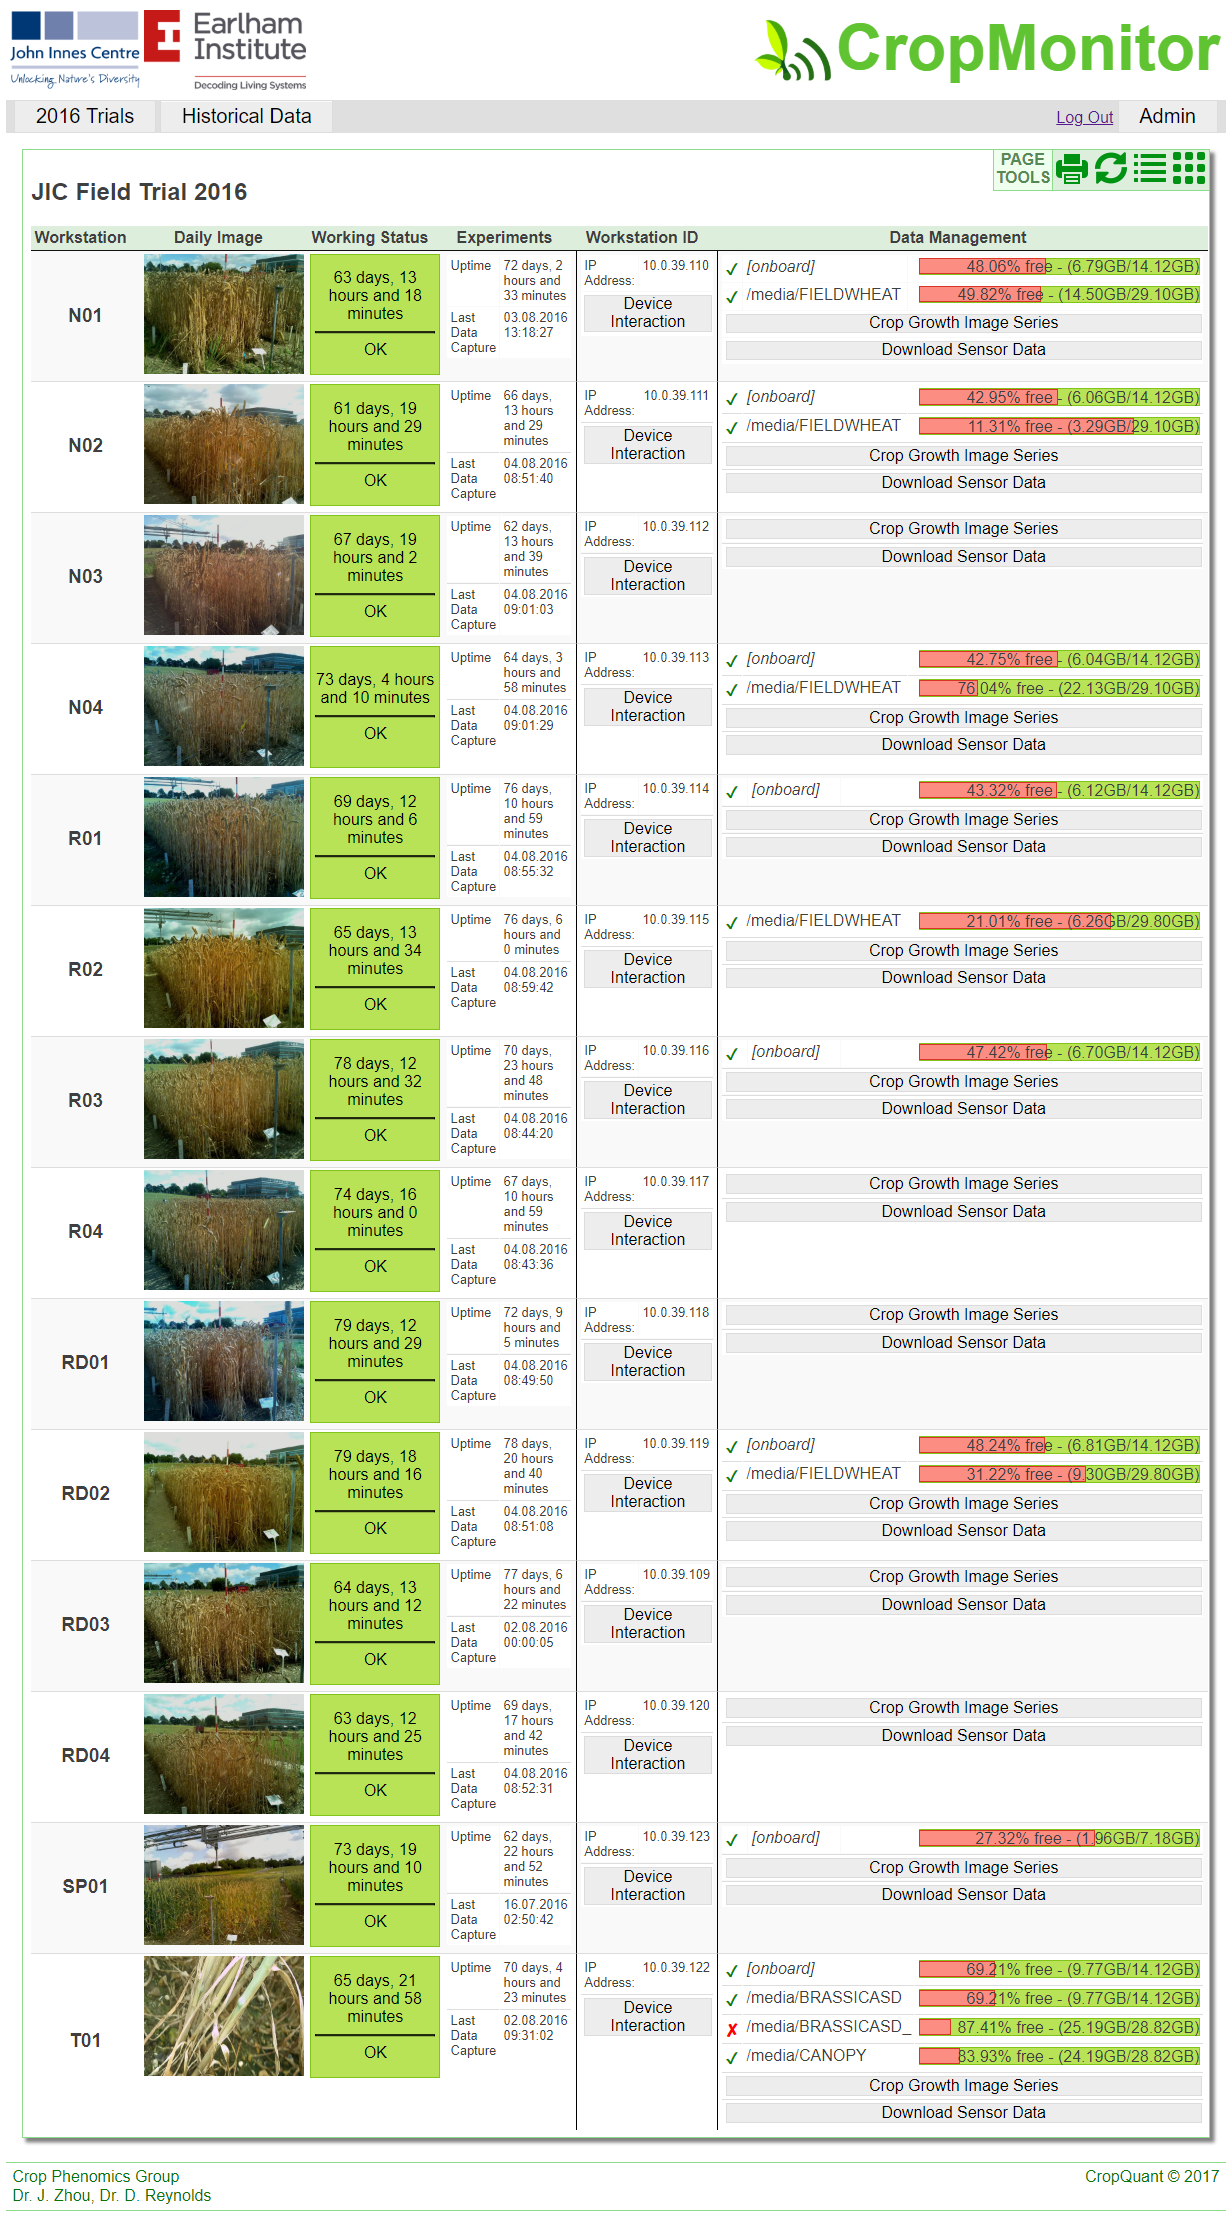 John Innes Centre
Unlocking Nature's Diversity
Earlham
Institute
Decoding Living Systems
CropMonitor
2016 Trials
Historical Data
Log Out
Admin
PAGE
TOOLS
JIC Field Trial 2016
Workstation Daily Image Working Status Experiments Workstation ID Data Management
N01
63 days, 13
hours and 18
minutes
OK
Uptime 72 days, 2
hours and
33 minutes
Last 03.08.2016
Data 13:18:27
Capture
IP 10.0.39.110
Address:
Device
Interaction
✓ [onboard] 48.06% free - (6.79GB/14.12GB)
✓ /media/FIELDWHEAT 49.82% free - (14.50GB/29.10GB)
Crop Growth Image Series
Download Sensor Data
N02
61 days, 19
hours and 29
minutes
OK
Uptime 66 days,
13 hours
and 29
minutes
Last 04.08.2016
Data 08:51:40
Capture
IP 10.0.39.111
Address:
Device
Interaction
✓ [onboard] 42.95% free - (6.06GB/14.12GB)
✓ /media/FIELDWHEAT 11.31% free - (3.29GB/29.10GB)
Crop Growth Image Series
Download Sensor Data
N03
67 days, 19
hours and 2
minutes
OK
Uptime 62 days,
13 hours
and 39
minutes
Last 04.08.2016
Data 09:01:03
Capture
IP 10.0.39.112
Address:
Device
Interaction
Crop Growth Image Series
Download Sensor Data
N04
73 days, 4 hours
and 10 minutes
OK
Uptime 64 days, 3
hours and
58 minutes
Last 04.08.2016
Data 09:01:29
Capture
IP 10.0.39.113
Address:
Device
Interaction
✓ [onboard] 42.75% free - (6.04GB/14.12GB)
✓ /media/FIELDWHEAT 76.04% free - (22.13GB/29.10GB)
Crop Growth Image Series
Download Sensor Data
R01
69 days, 12
hours and 6
minutes
OK
Uptime 76 days,
10 hours
and 59
minutes
Last 04.08.2016
Data 08:55:32
Capture
IP 10.0.39.114
Address:
Device
Interaction
✓ [onboard] 43.32% free - (6.12GB/14.12GB)
Crop Growth Image Series
Download Sensor Data
R02
65 days, 13
hours and 34
minutes
OK
Uptime 76 days, 6
hours and
0 minutes
Last 04.08.2016
Data 08:59:42
Capture
IP 10.0.39.115
Address:
Device
Interaction
✓ /media/FIELDWHEAT 21.01% free - (6.26GB/29.80GB)
Crop Growth Image Series
Download Sensor Data
R03
78 days, 12
hours and 32
minutes
OK
Uptime 70 days,
23 hours
and 48
minutes
Last 04.08.2016
Data 08:44:20
Capture
IP 10.0.39.116
Address:
Device
Interaction
✓ [onboard] 47.42% free - (6.70GB/14.12GB)
Crop Growth Image Series
Download Sensor Data
R04
74 days, 16
hours and 0
minutes
OK
Uptime 67 days,
10 hours
and 59
minutes
Last 04.08.2016
Data 08:43:36
Capture
IP 10.0.39.117
Address:
Device
Interaction
Crop Growth Image Series
Download Sensor Data
RD01
79 days, 12
hours and 29
minutes
OK
Uptime 72 days, 9
hours and
5 minutes
Last 04.08.2016
Data 08:49:50
Capture
IP 10.0.39.118
Address:
Device
Interaction
Crop Growth Image Series
Download Sensor Data
RD02
79 days, 18
hours and 16
minutes
OK
Uptime 78 days,
20 hours
and 40
minutes
Last 04.08.2016
Data 08:51:08
Capture
IP 10.0.39.119
Address:
Device
Interaction
✓ [onboard] 48.24% free - (6.81GB/14.12GB)
✓ /media/FIELDWHEAT 31.22% free - (9.30GB/29.80GB)
Crop Growth Image Series
Download Sensor Data
RD03
64 days, 13
hours and 12
minutes
OK
Uptime 77 days, 6
hours and
22 minutes
Last 02.08.2016
Data 00:00:05
Capture
IP 10.0.39.109
Address:
Device
Interaction
Crop Growth Image Series
Download Sensor Data
RD04
63 days, 12
hours and 25
minutes
OK
Uptime 69 days,
17 hours
and 42
minutes
Last 04.08.2016
Data 08:52:31
Capture
IP 10.0.39.120
Address:
Device
Interaction
Crop Growth Image Series
Download Sensor Data
SP01
73 days, 19
hours and 10
minutes
OK
Uptime 62 days,
22 hours
and 52
minutes
Last 16.07.2016
Data 02:50:42
Capture
IP 10.0.39.123
Address:
Device
Interaction
✓ [onboard] 27.32% free - (1.96GB/7.18GB)
Crop Growth Image Series
Download Sensor Data
T01
65 days, 21
hours and 58
minutes
OK
Uptime 70 days, 4
hours and
23 minutes
Last 02.08.2016
Data 09:31:02
Capture
IP 10.0.39.122
Address:
Device
Interaction
✓ [onboard] 69.21% free - (9.77GB/14.12GB)
✓ /media/BRASSICASD 69.21% free - (9.77GB/14.12GB)
✗ /media/BRASSICASD_ 87.41% free - (25.19GB/28.82GB)
✓ /media/CANOPY 83.93% free - (24.19GB/28.82GB)
Crop Growth Image Series
Download Sensor Data
Crop Phenomics Group
Dr. J. Zhou, Dr. D. Reynolds
CropQuant © 2017